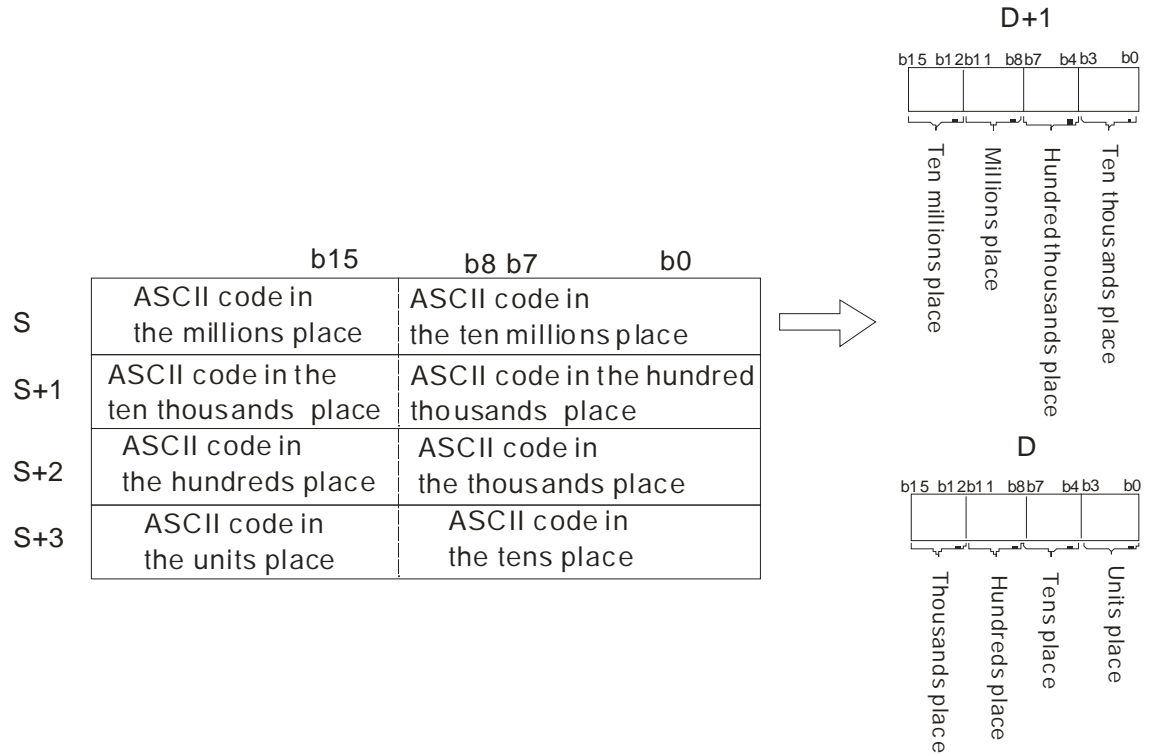 D+1
b15 b12 b11 b8 b7 b4 b3 b0
Ten millions place
Millions place
Hundred thousands place
Ten thousands place
b15 b8 b7 b0
S
ASCII code in
the millions place
ASCII code in
the ten millions place
S+1
ASCII code in the
ten thousands place
ASCII code in the hundred
thousands place
S+2
ASCII code in
the hundreds place
ASCII code in
the thousands place
S+3
ASCII code in
the units place
ASCII code in
the tens place
D
b15 b12 b11 b8 b7 b4 b3 b0
Thousands place
Hundreds place
Tens place
Units place